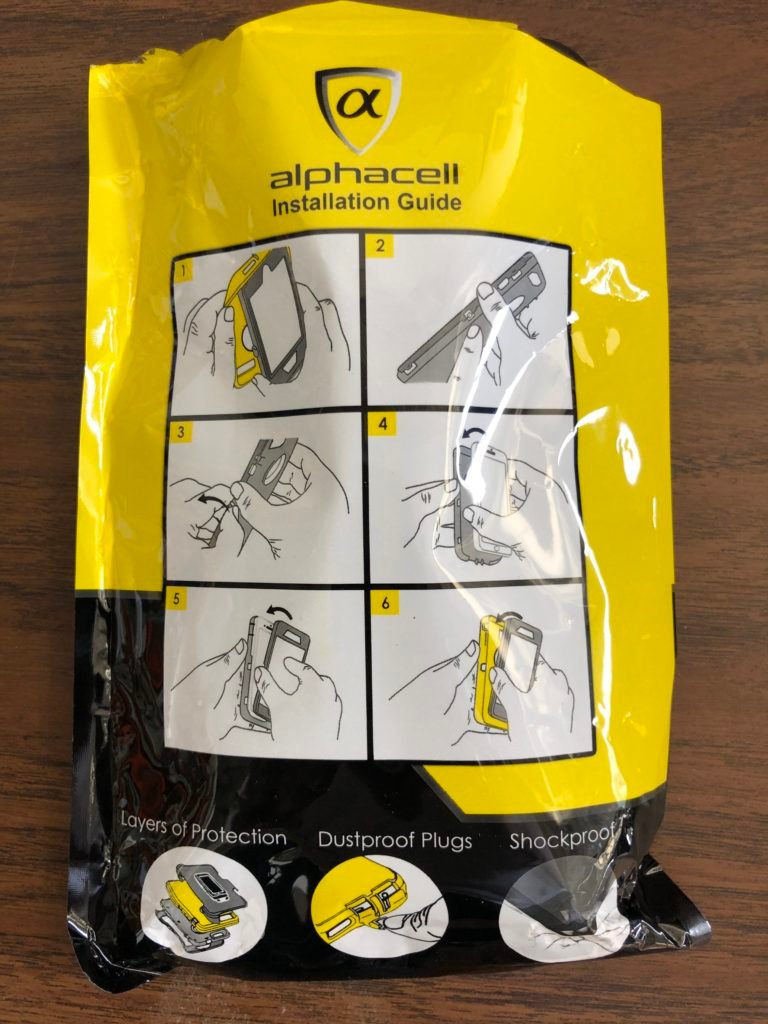 α
alphacell
Installation Guide
1
2
3
4
5
6
Layers of Protection
Dustproof Plugs
Shockproof